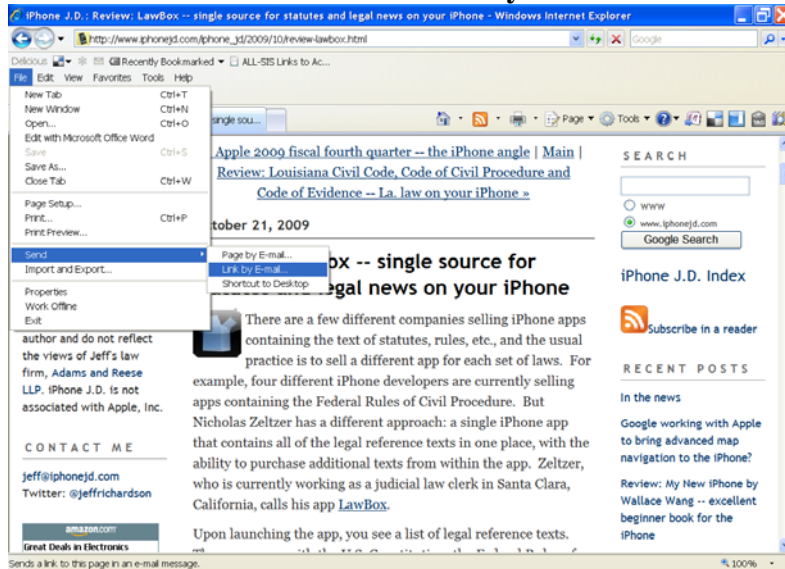 iPhone J.D.: Review: LawBox -- single source for statutes and legal news on your iPhone - Windows Internet Explorer
http://www.iphonejd.com/iphone_jd/2009/10/review-lawbox.html
Google
Delicious
Recently Bookmarked
ALL-SIS Links to Ac...
File Edit View Favorites Tools Help
New Tab Ctrl+T
New Window Ctrl+N
Open... Ctrl+O
Edit with Microsoft Office Word
Save Ctrl+S
Save As...
Close Tab Ctrl+W
Page Setup...
Print... Ctrl+P
Print Preview...
Send
Import and Export...
Properties
Work Offline
Exit
Page by E-mail...
Link by E-mail...
Shortcut to Desktop
single sou...
Page Tools
Apple 2009 fiscal fourth quarter -- the iPhone angle | Main |
Review: Louisiana Civil Code, Code of Civil Procedure and
Code of Evidence -- La. law on your iPhone »
tober 21, 2009
ox -- single source for
egal news on your iPhone
There are a few different companies selling iPhone apps
containing the text of statutes, rules, etc., and the usual
practice is to sell a different app for each set of laws. For
example, four different iPhone developers are currently selling
apps containing the Federal Rules of Civil Procedure. But
Nicholas Zeltzer has a different approach: a single iPhone app
that contains all of the legal reference texts in one place, with the
ability to purchase additional texts from within the app. Zeltzer,
who is currently working as a judicial law clerk in Santa Clara,
California, calls his app LawBox.
Upon launching the app, you see a list of legal reference texts.
author and do not reflect
the views of Jeff's law
firm, Adams and Reese
LLP. iPhone J.D. is not
associated with Apple, Inc.
CONTACT ME
jeff@iphonejd.com
Twitter: @jeffrichardson
amazon.com
Great Deals in Electronics
SEARCH
www
www.iphonejd.com
Google Search
iPhone J.D. Index
Subscribe in a reader
RECENT POSTS
In the news
Google working with Apple
to bring advanced map
navigation to the iPhone?
Review: My New iPhone by
Wallace Wang -- excellent
beginner book for the
iPhone
Sends a link to this page in an e-mail message.
100%